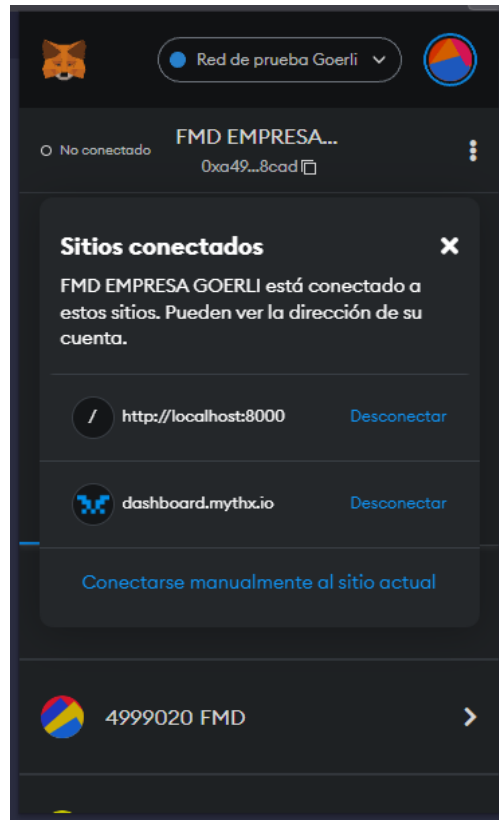 Red de prueba Goerli
No conectado
FMD EMPRESA...
0xa49...8cad
Sitios conectados
FMD EMPRESA GOERLI está conectado a
estos sitios. Pueden ver la dirección de su
cuenta.
/ http://localhost:8000 Desconectar
dashboard.mythx.io Desconectar
Conectarse manualmente al sitio actual
4999020 FMD